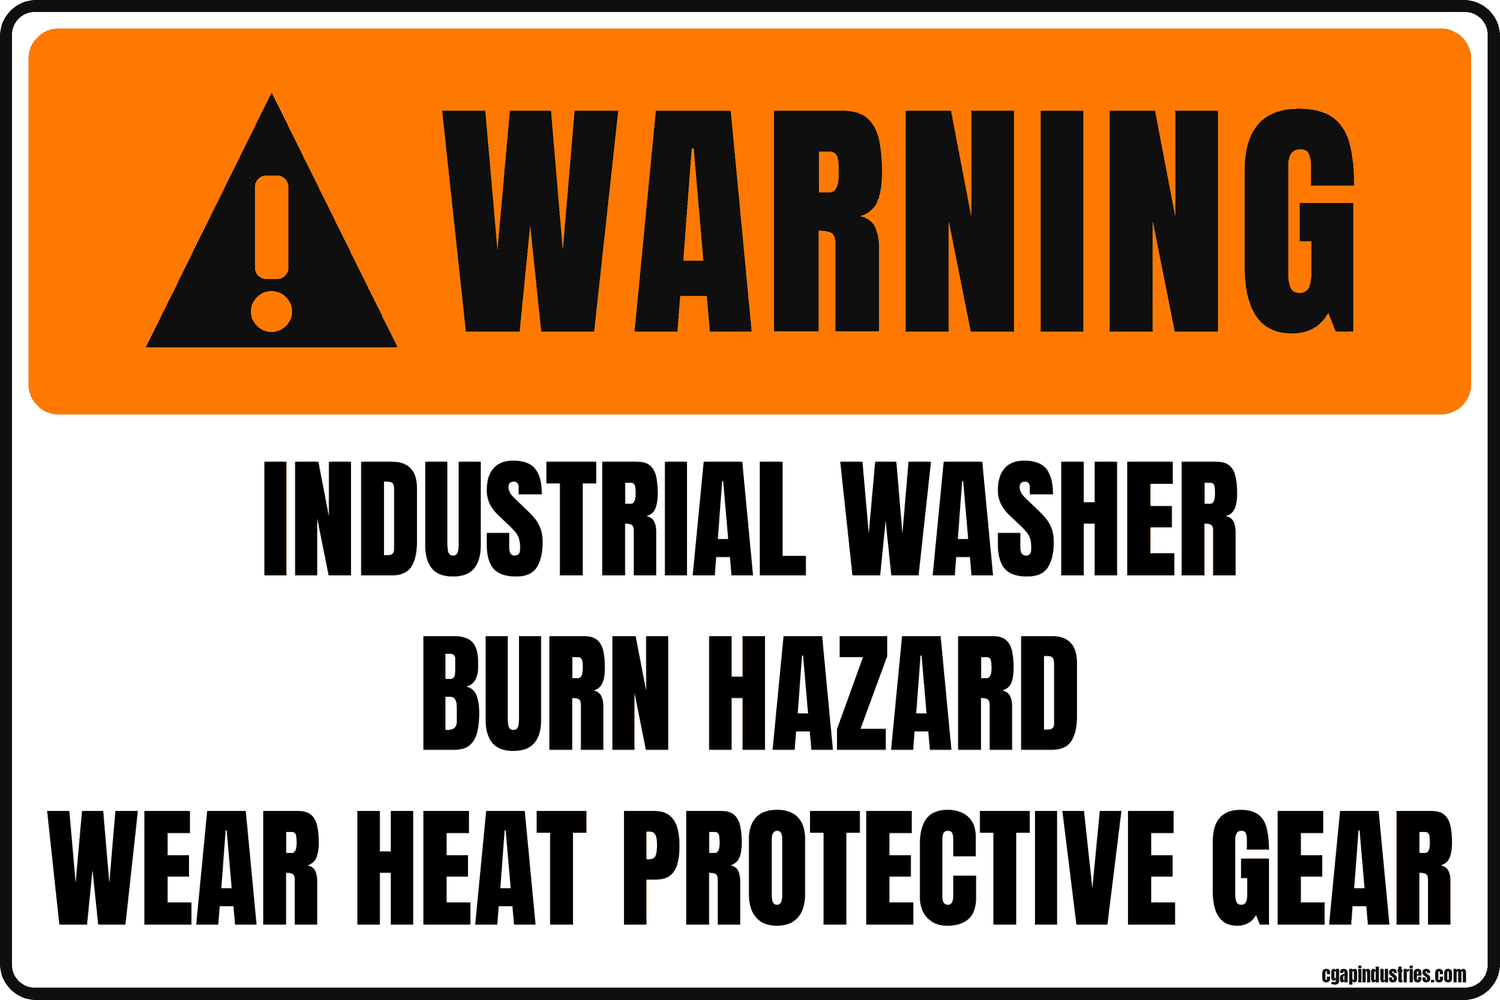 WARNING
INDUSTRIAL WASHER
BURN HAZARD
WEAR HEAT PROTECTIVE GEAR
cgapindustries.com